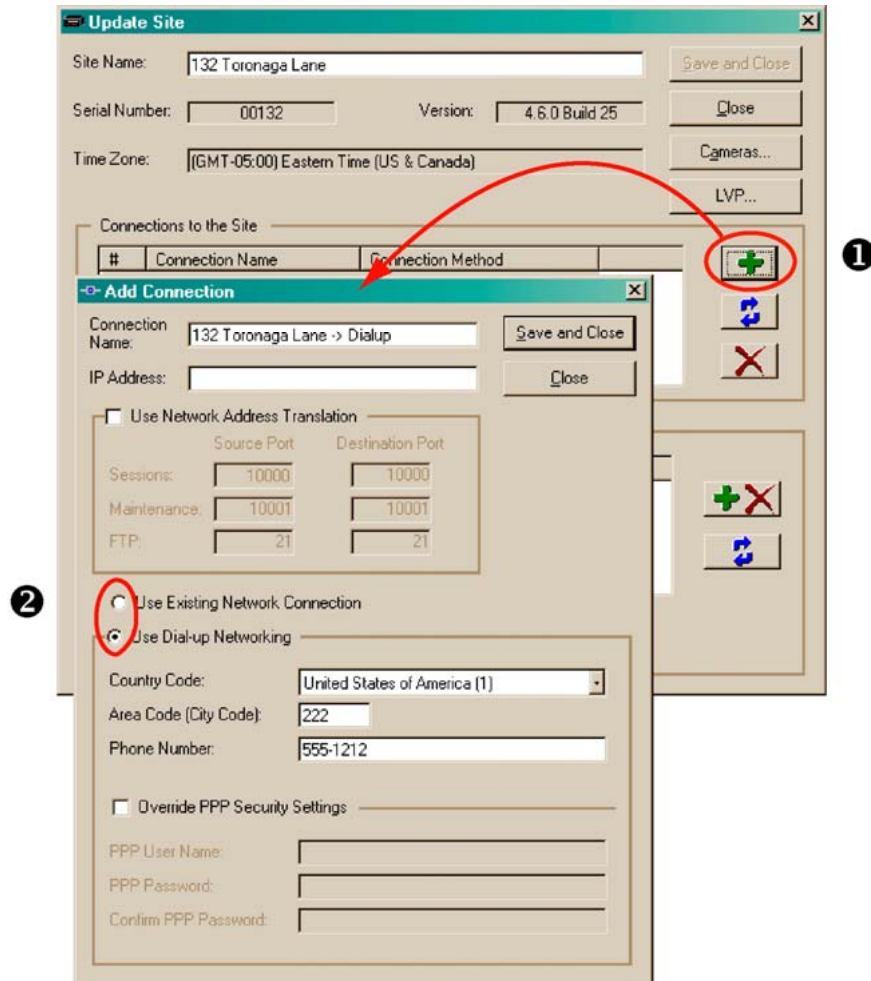 Update Site
Site Name: 132 Toronaga Lane Save and Close
Serial Number: 00132 Version: 4.6.0 Build 25 Close
Time Zone: (GMT-05:00) Eastern Time (US & Canada) Cameras...
LVP...
Connections to the Site
# Connection Name Connection Method
❶
Add Connection
Connection Name: 132 Toronaga Lane -> Dialup Save and Close
IP Address: Close
Use Network Address Translation
Source Port Destination Port
Sessions: 10000 10000
Maintenance: 10001 10001
FTP: 21 21
❷
Use Existing Network Connection
Use Dial-up Networking
Country Code: United States of America (1)
Area Code (City Code): 222
Phone Number: 555-1212
Override PPP Security Settings
PPP User Name:
PPP Password:
Confirm PPP Password: